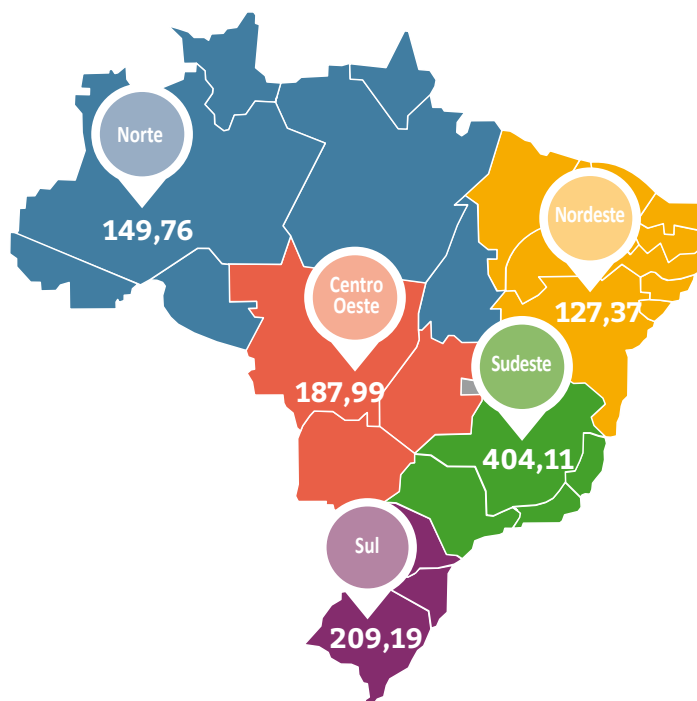 Norte
149,76
Nordeste
127,37
Centro
Oeste
187,99
Sudeste
404,11
Sul
209,19